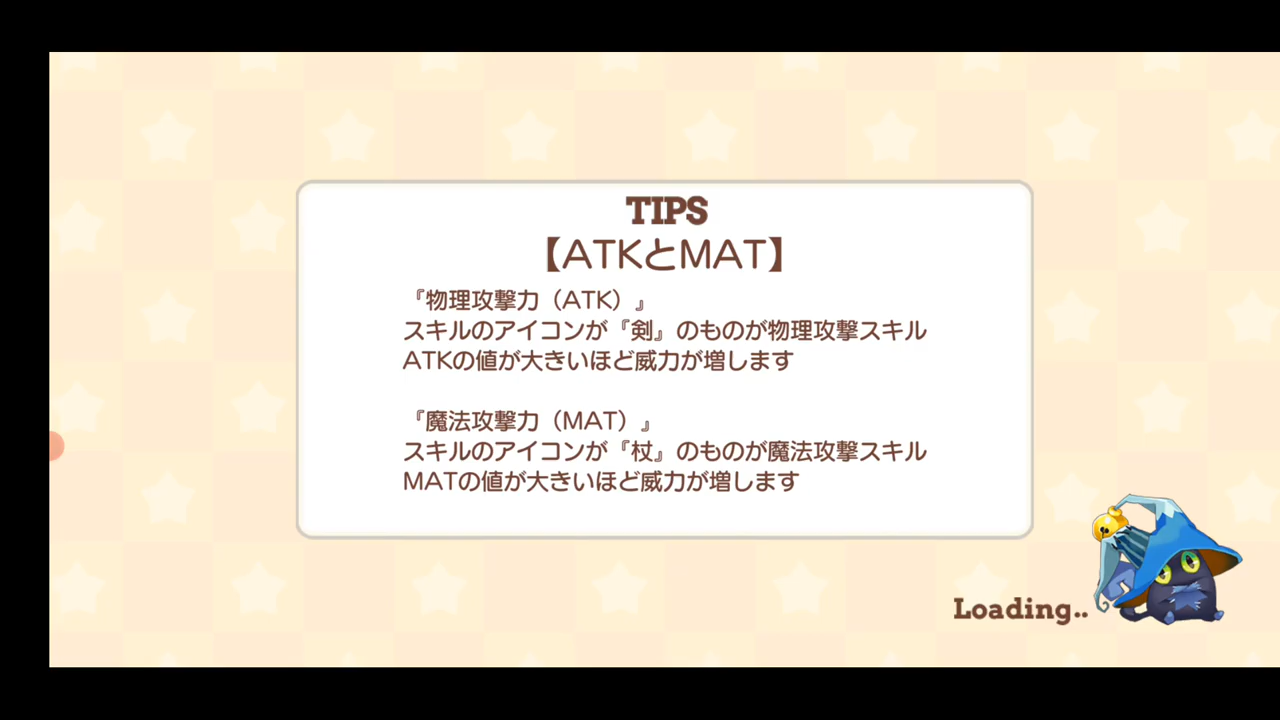 TIPS
【ATKとMAT】
『物理攻撃力（ATK）』
スキルのアイコンが『剣』のものが物理攻撃スキル
ATKの値が大きいほど威力が増します
『魔法攻撃力（MAT）』
スキルのアイコンが『杖』のものが魔法攻撃スキル
MATの値が大きいほど威力が増します
Loading..